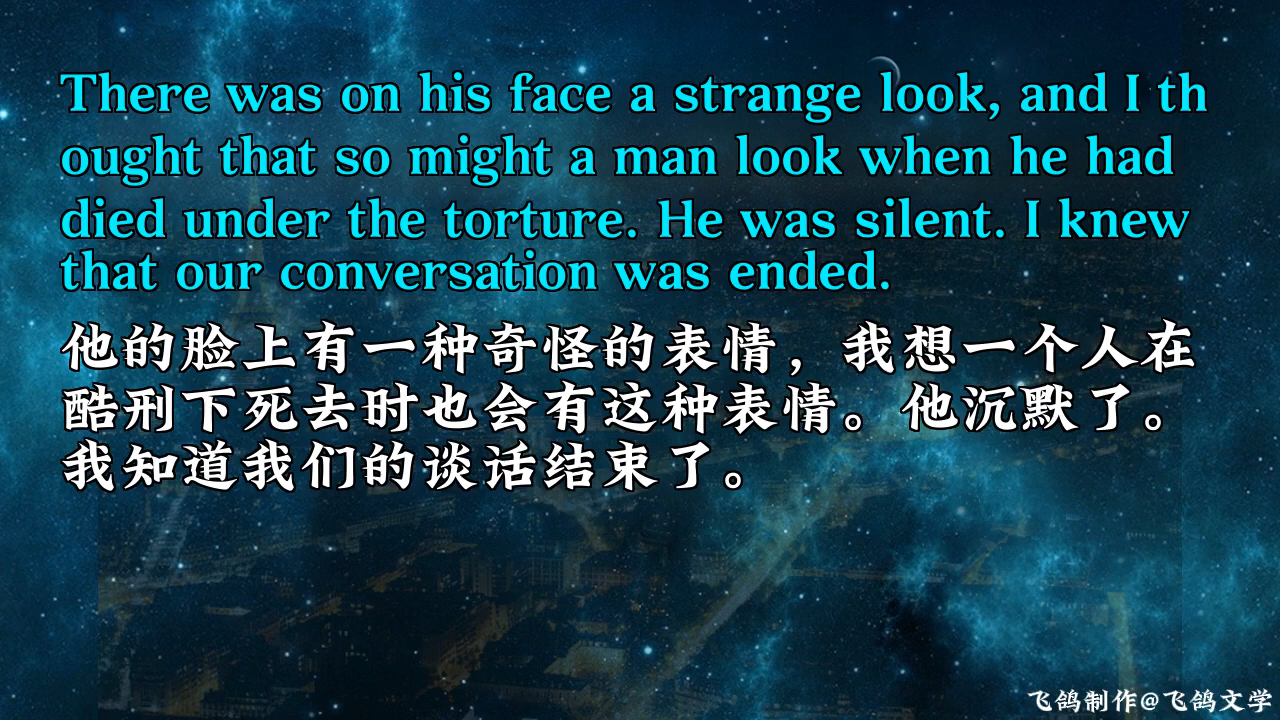 There was on his face a strange look, and I th
ought that so might a man look when he had
died under the torture. He was silent. I knew
that our conversation was ended.
他的脸上有一种奇怪的表情，我想一个人在
酷刑下死去时也会有这种表情。他沉默了。
我知道我们的谈话结束了。
飞鸽制作@飞鸽文学